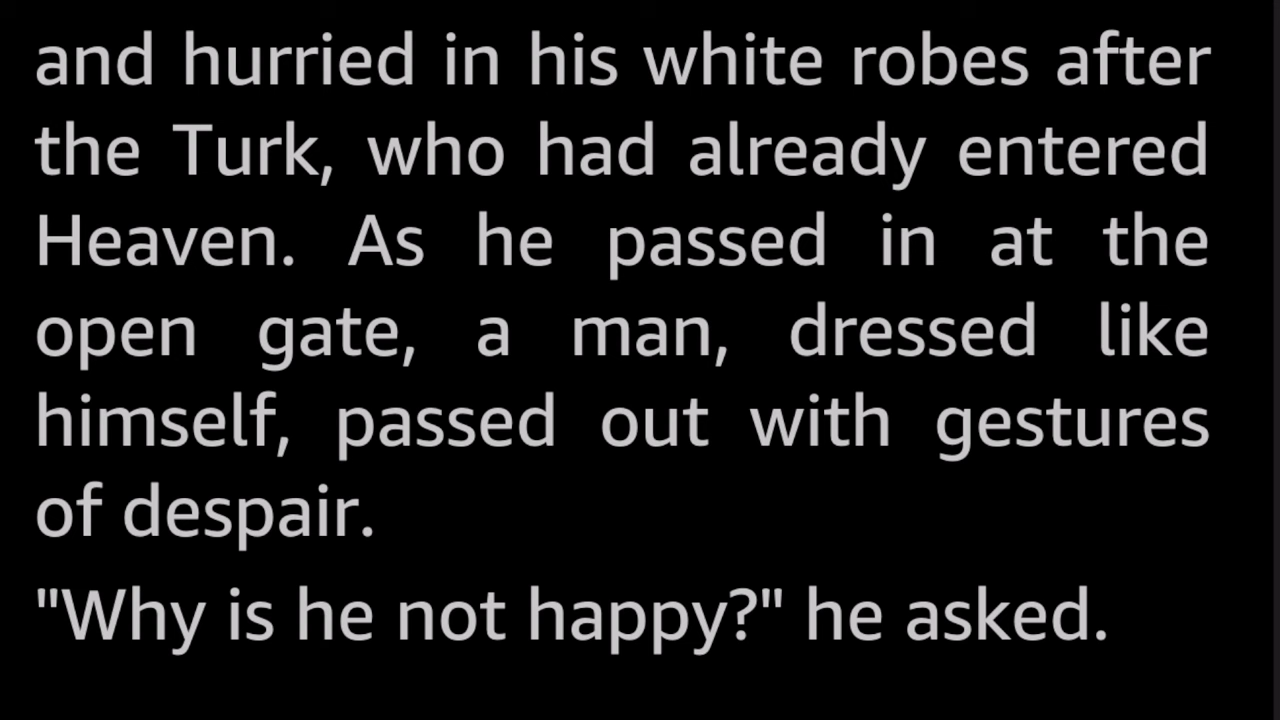 and hurried in his white robes after
the Turk, who had already entered
Heaven. As he passed in at the
open gate, a man, dressed like
himself, passed out with gestures
of despair.
"Why is he not happy?" he asked.